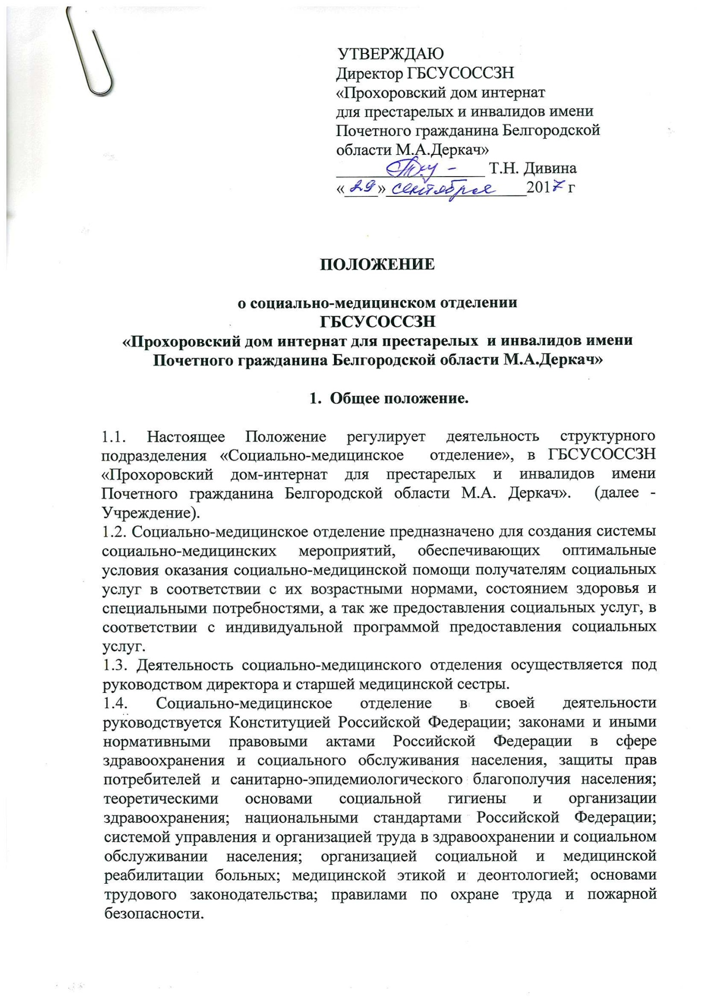 УТВЕРЖДАЮ
Директор ГБСУСОССЗН
«Прохоровский дом интернат
для престарелых и инвалидов имени
Почетного гражданина Белгородской
области М.А.Деркач»
__________________ Т.Н. Дивина
«29» сентября 2017 г
ПОЛОЖЕНИЕ
о социально-медицинском отделении
ГБСУСОССЗН
«Прохоровский дом интернат для престарелых и инвалидов имени
Почетного гражданина Белгородской области М.А.Деркач»
1. Общее положение.
1.1. Настоящее Положение регулирует деятельность структурного
подразделения «Социально-медицинское отделение», в ГБСУСОССЗН
«Прохоровский дом-интернат для престарелых и инвалидов имени
Почетного гражданина Белгородской области М.А. Деркач». (далее -
Учреждение).
1.2. Социально-медицинское отделение предназначено для создания системы
социально-медицинских мероприятий, обеспечивающих оптимальные
условия оказания социально-медицинской помощи получателям социальных
услуг в соответствии с их возрастными нормами, состоянием здоровья и
специальными потребностями, а так же предоставления социальных услуг, в
соответствии с индивидуальной программой предоставления социальных
услуг.
1.3. Деятельность социально-медицинского отделения осуществляется под
руководством директора и старшей медицинской сестры.
1.4. Социально-медицинское отделение в своей деятельности
руководствуется Конституцией Российской Федерации; законами и иными
нормативными правовыми актами Российской Федерации в сфере
здравоохранения и социального обслуживания населения, защиты прав
потребителей и санитарно-эпидемиологического благополучия населения;
теоретическими основами социальной гигиены и организации
здравоохранения; национальными стандартами Российской Федерации;
системой управления и организацией труда в здравоохранении и социальном
обслуживании населения; организацией социальной и медицинской
реабилитации больных; медицинской этикой и деонтологией; основами
трудового законодательства; правилами по охране труда и пожарной
безопасности.